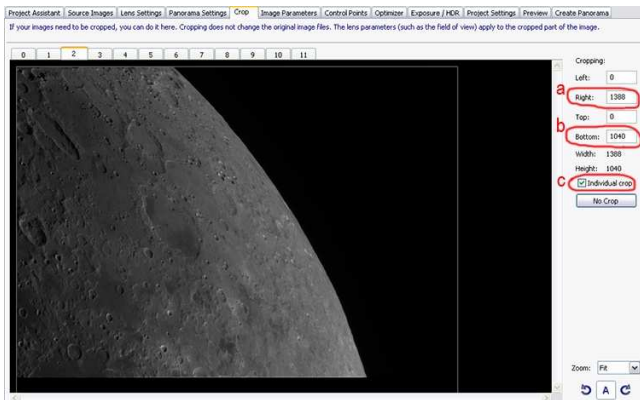 Project Assistant Source Images Lens Settings Panorama Settings Crop Image Parameters Control Points Optimizer Exposure / HDR Project Settings Preview Create Panorama
If your images need to be cropped, you can do it here. Cropping does not change the original image files. The lens parameters (such as the field of view) apply to the cropped part of the image.
0 1 2 3 4 5 6 7 8 9 10 11
Cropping:
Left: 0
a Right: 1388
Top: 0
b Bottom: 1040
Width: 1388
Height: 1040
c Individual crop
No Crop
Zoom: Fit
A